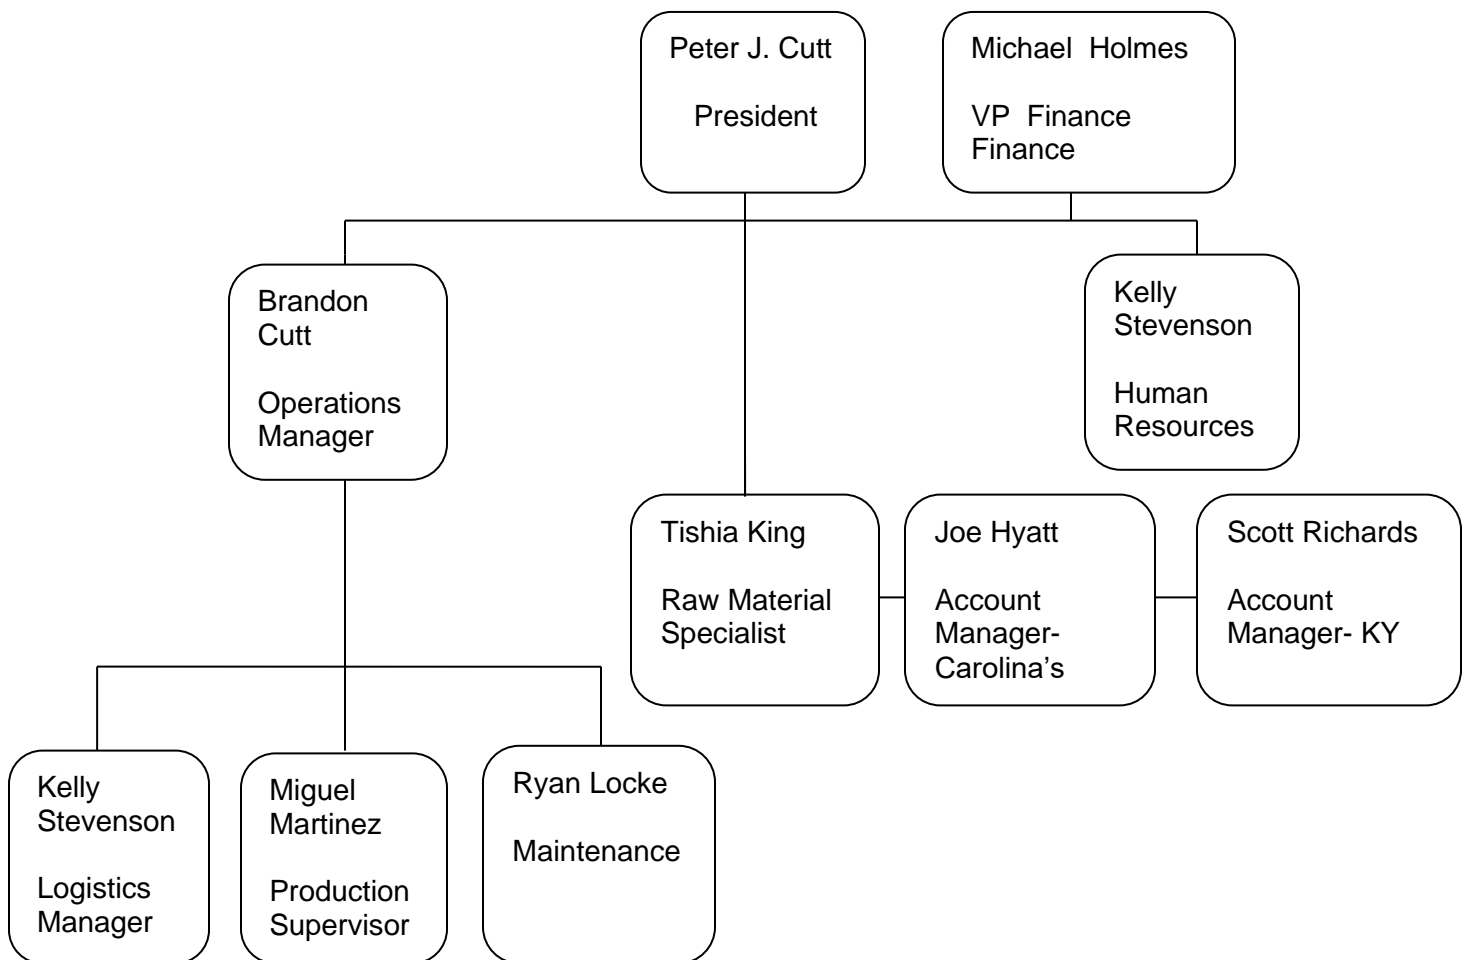 Peter J. Cutt
President
Michael Holmes
VP Finance
Finance
Brandon
Cutt
Operations
Manager
Kelly
Stevenson
Human
Resources
Tishia King
Raw Material
Specialist
Joe Hyatt
Account
Manager-
Carolina's
Scott Richards
Account
Manager- KY
Kelly
Stevenson
Logistics
Manager
Miguel
Martinez
Production
Supervisor
Ryan Locke
Maintenance